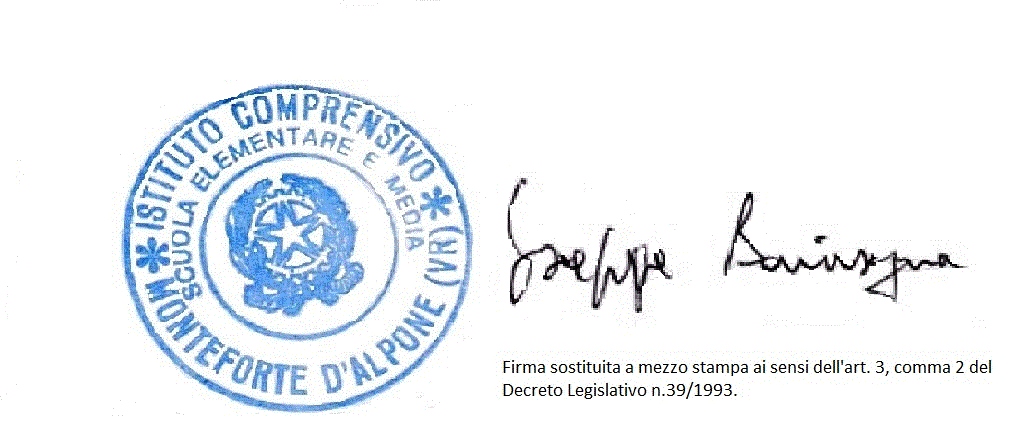 ✱ ISTITUTO COMPRENSIVO ✱
SCUOLA ELEMENTARE E MEDIA
MONTEFORTE D'ALPONE (VR)
Giuseppe
Firma sostituita a mezzo stampa ai sensi dell'art. 3, comma 2 del
Decreto Legislativo n.39/1993.